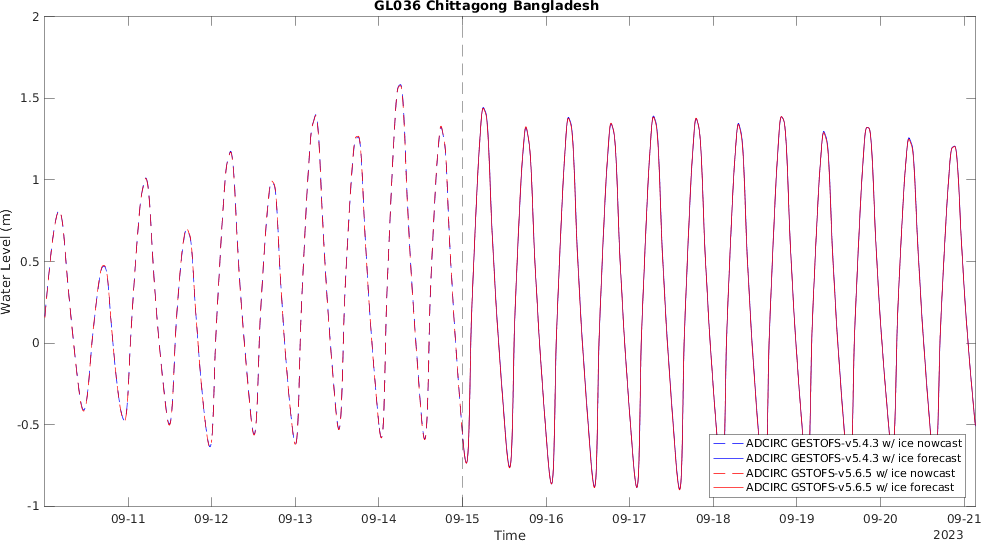 GL036 Chittagong Bangladesh
Water Level (m)
2
1.5
1
0.5
0
-0.5
-1
ADCIRC GESTOFS-v5.4.3 w/ ice nowcast
ADCIRC GESTOFS-v5.4.3 w/ ice forecast
ADCIRC GSTOFS-v5.6.5 w/ ice nowcast
ADCIRC GSTOFS-v5.6.5 w/ ice forecast
09-11 09-12 09-13 09-14 09-15 09-16 09-17 09-18 09-19 09-20 09-21
2023
Time